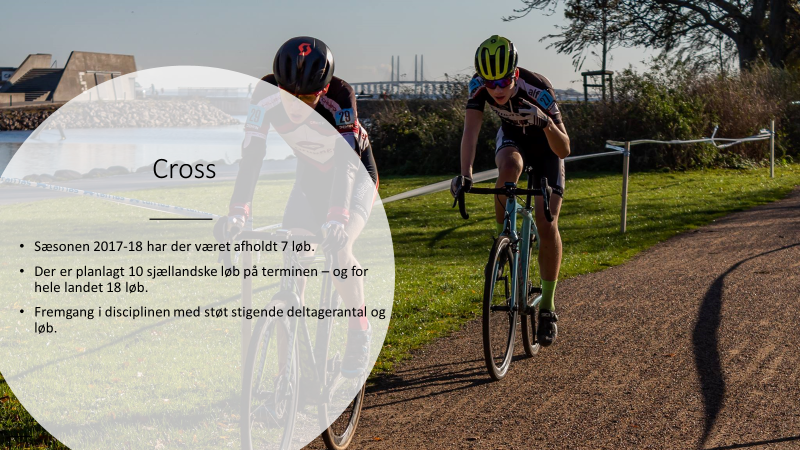 Cross
• Sæsonen 2017-18 har der været afholdt 7 løb.
• Der er planlagt 10 sjællandske løb på terminen – og for
hele landet 18 løb.
• Fremgang i disciplinen med støt stigende deltagerantal og
løb.
29